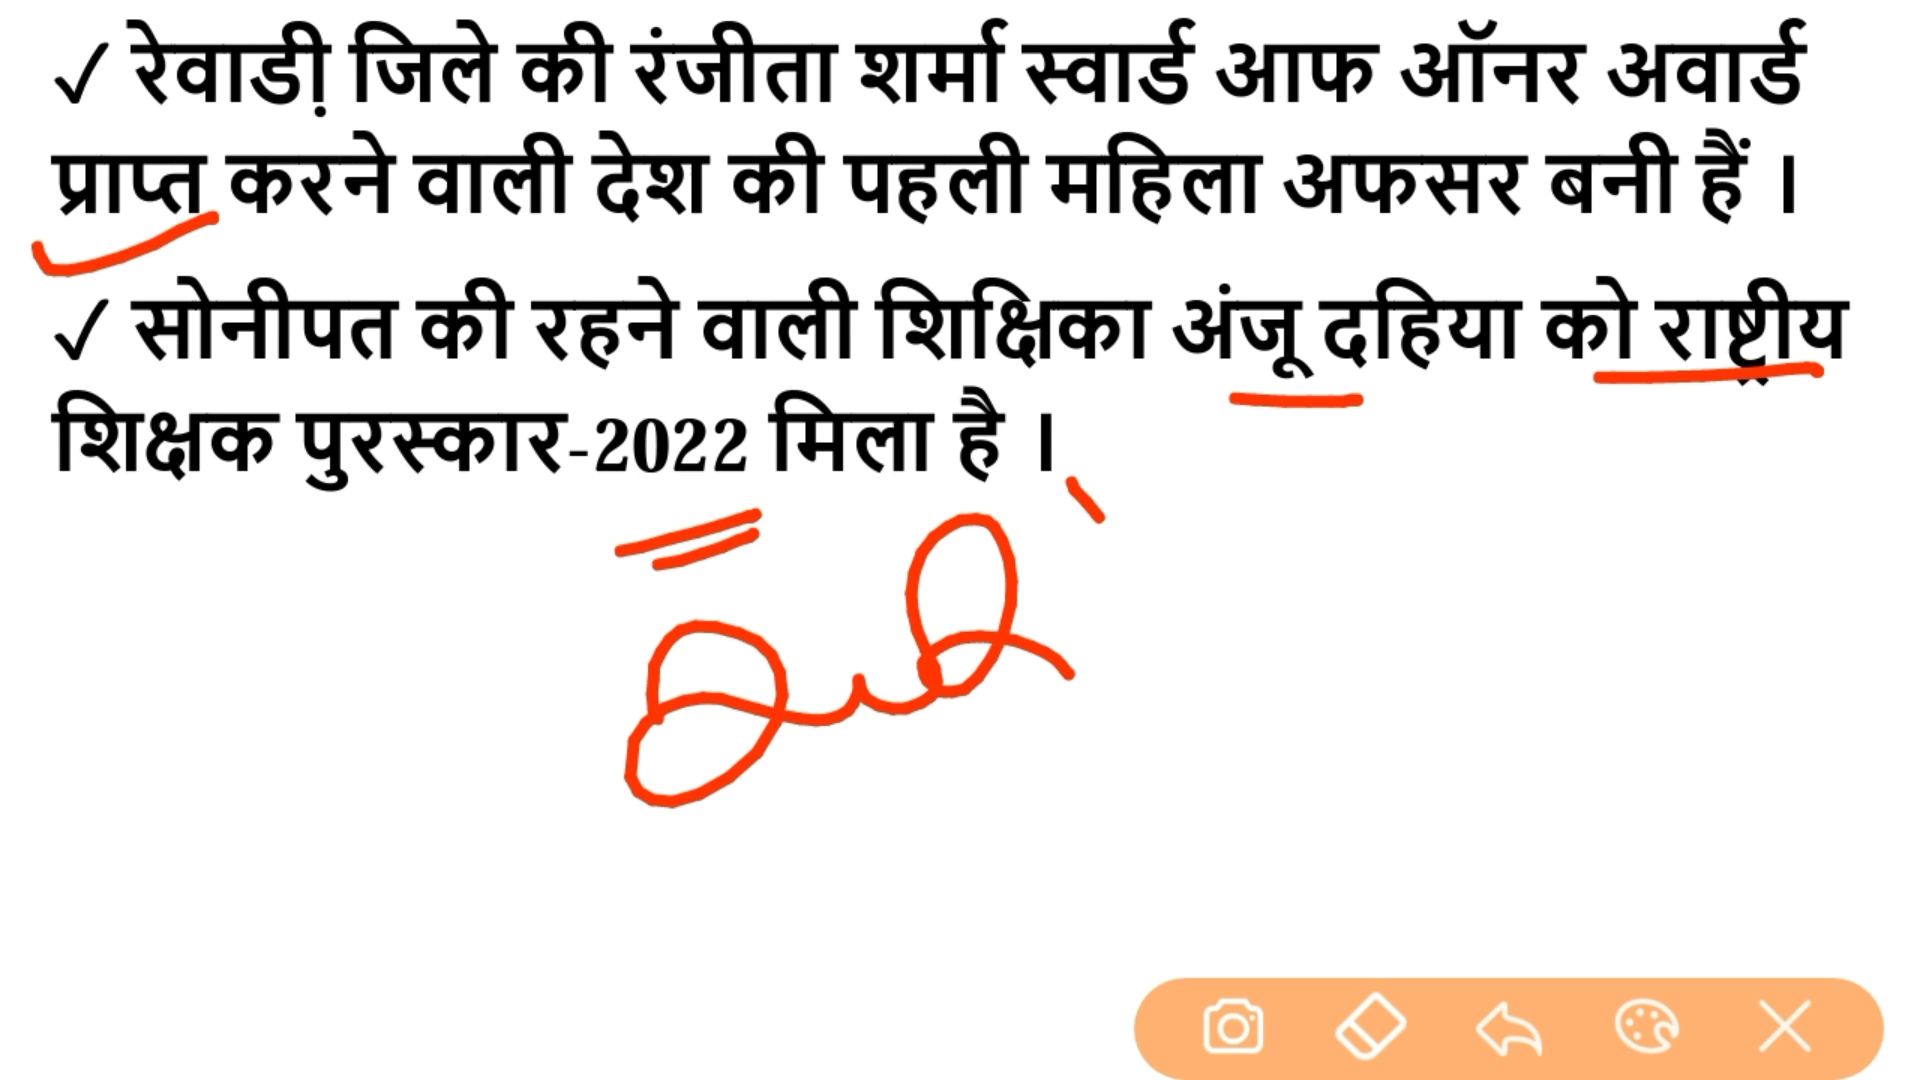 ✓ रेवाडी़ जिले की रंजीता शर्मा स्वार्ड आफ ऑनर अवार्ड
प्राप्त करने वाली देश की पहली महिला अफसर बनी हैं ।
✓ सोनीपत की रहने वाली शिक्षिका अंजू दहिया को राष्ट्रीय
शिक्षक पुरस्कार-2022 मिला है ।